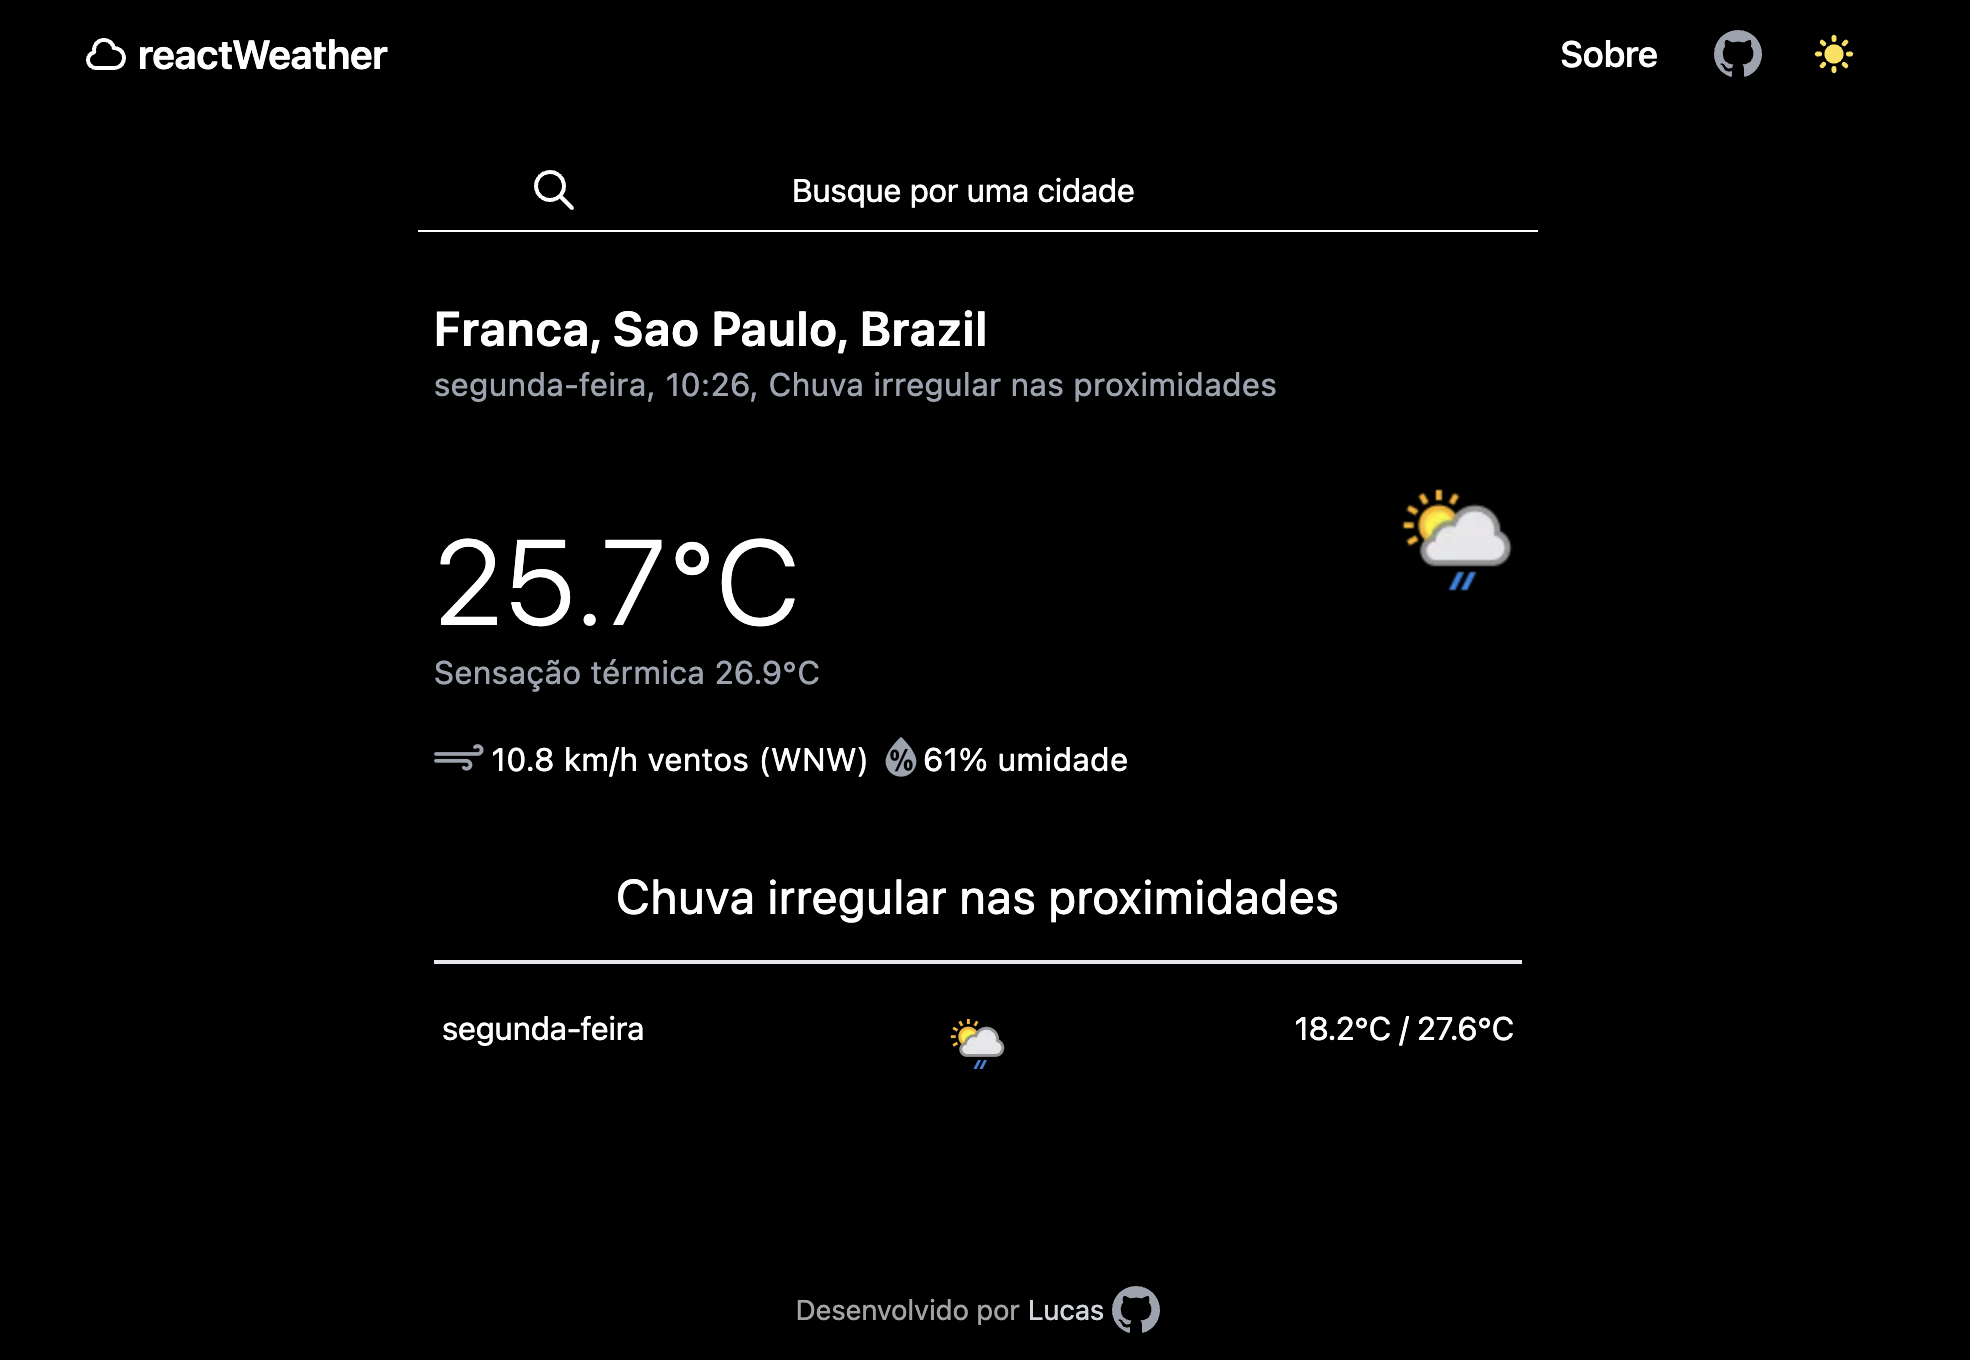 reactWeather
Sobre
Busque por uma cidade
Franca, Sao Paulo, Brazil
segunda-feira, 10:26, Chuva irregular nas proximidades
25.7°C
Sensação térmica 26.9°C
10.8 km/h ventos (WNW) % 61% umidade
Chuva irregular nas proximidades
segunda-feira
18.2°C / 27.6°C
Desenvolvido por Lucas